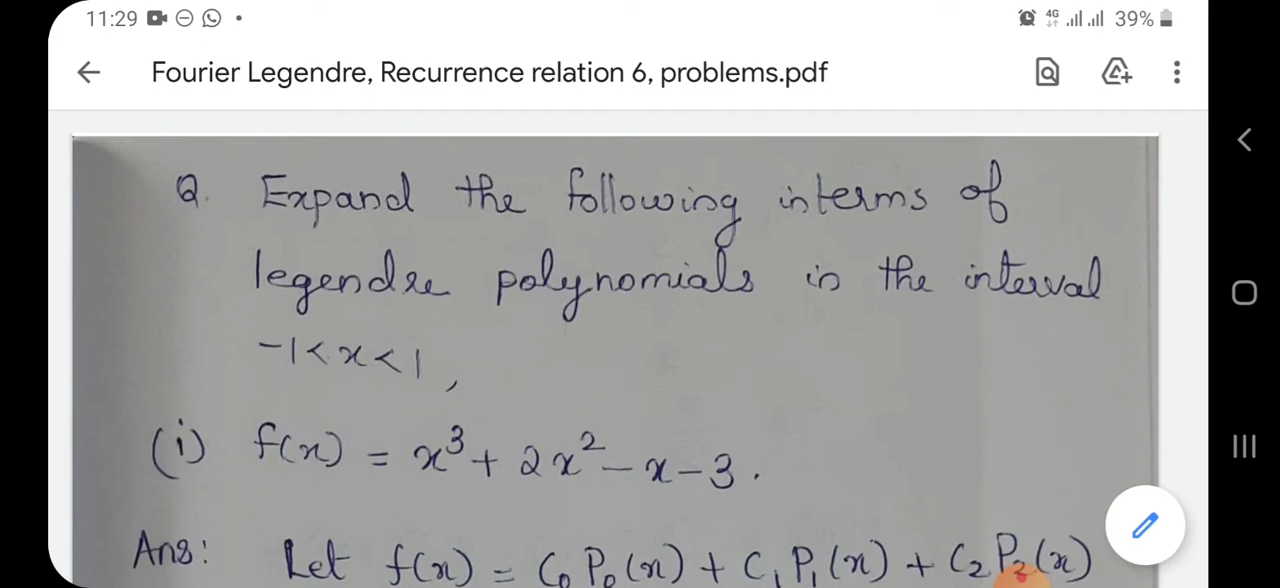 11:29 4G 39%
Fourier Legendre, Recurrence relation 6, problems.pdf
Q. Expand the following interms of
legendre polynomials in the interval
-1<x<1,
(i) f(x) = x³ + 2x² - x - 3.
Ans: Let f(x) = C₀P₀(x) + C₁P₁(x) + C₂P₂(x)